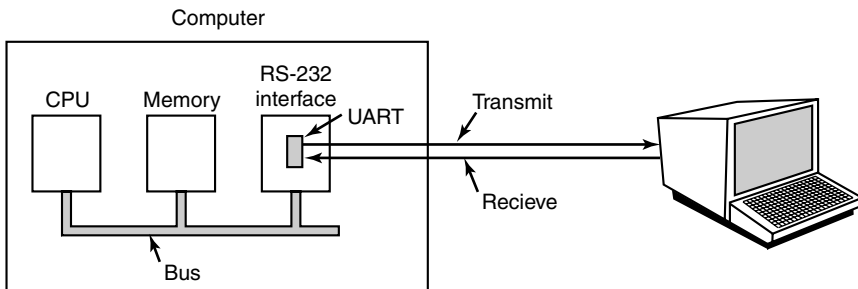 Computer
CPU
Memory
RS-232
interface
UART
Transmit
Recieve
Bus